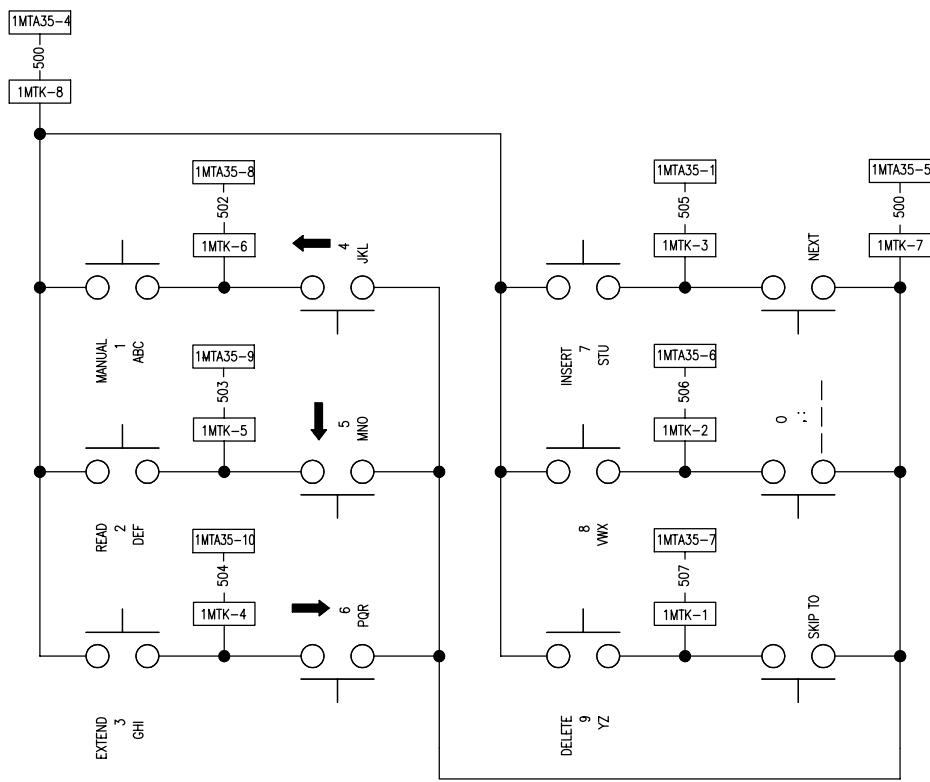 1MTA35-4
500
1MTK-8
1MTA35-8
502
1MTK-6
1MTA35-1
505
1MTK-3
1MTA35-5
500
1MTK-7
4
JKL
NEXT
MANUAL
1
ABC
INSERT
7
STU
1MTA35-9
503
1MTK-5
1MTA35-6
506
1MTK-2
5
MNO
0
,::
READ
2
DEF
8
VWX
1MTA35-10
504
1MTK-4
1MTA35-7
507
1MTK-1
6
PQR
SKIP TO
EXTEND
3
GHI
DELETE
9
YZ